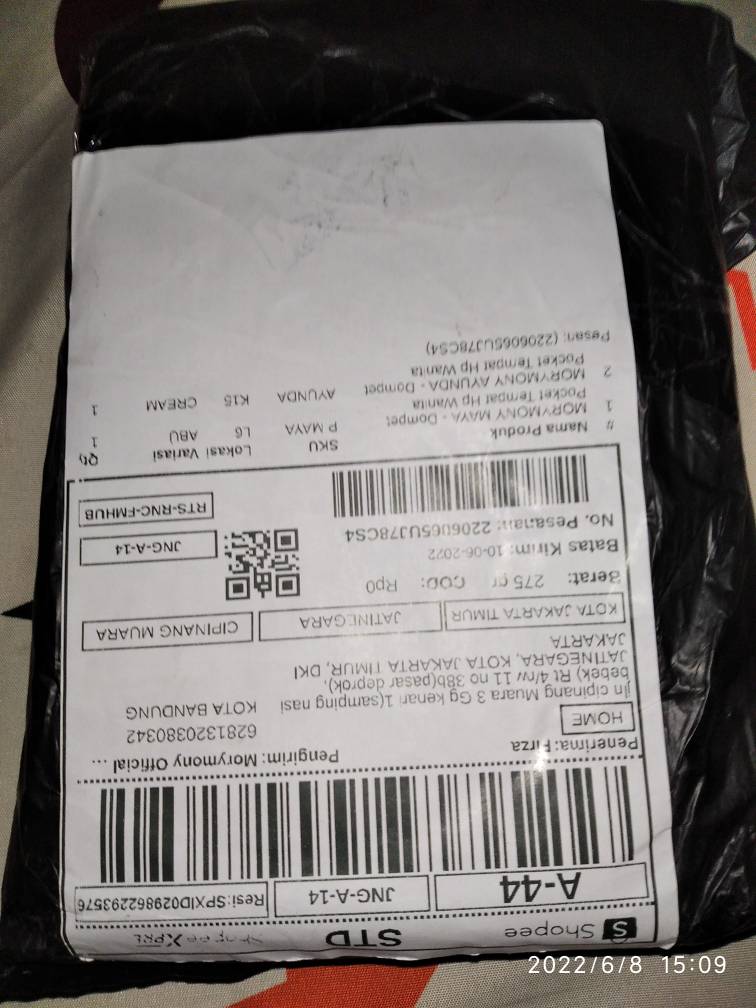 Shopee
STD
Shopee XPRE
A-44
JNG-A-14
Resi:SPXID029862293576
Penerima: Firza
Pengirim: Morymony Official ...
HOME
6281320380342
KOTA BANDUNG
jln cipinang Muara 3 Gg kenari 1(samping nasi
bebek) Rt 4/rw 11 no 38b(pasar deprok),
JATINEGARA, KOTA JAKARTA TIMUR, DKI
JAKARTA
KOTA JAKARTA TIMUR
JATINEGARA
CIPINANG MUARA
Berat: 275 gr COD: Rp0
Batas Kirim: 10-06-2022
JNG-A-14
No. Pesanan: 2206065UJ78CS4
RTS-RNC-FMHUB
# Nama Produk SKU Lokasi Variasi Qty
1 MORYMONY MAYA - Dompet P MAYA L6 ABU 1
Pocket Tempat Hp Wanita
2 MORYMONY AYUNDA - Dompet AYUNDA K15 CREAM 1
Pocket Tempat Hp Wanita
Pesan: (2206065UJ78CS4)
2022/6/8 15:09